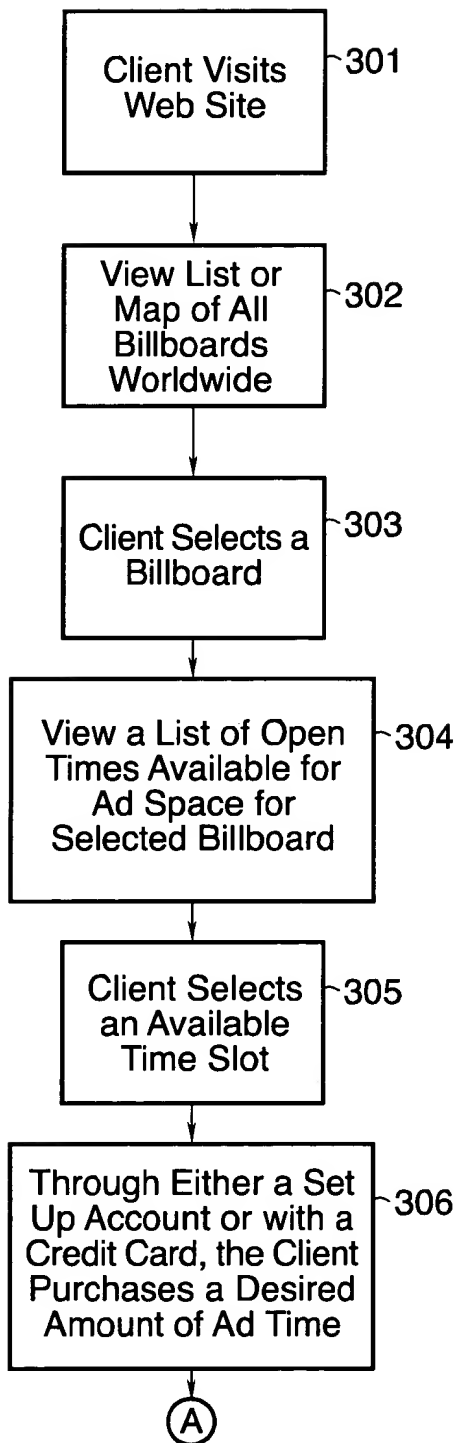 Client Visits
Web Site
301
View List or
Map of All
Billboards
Worldwide
302
Client Selects a
Billboard
303
View a List of Open
Times Available for
Ad Space for
Selected Billboard
304
Client Selects
an Available
Time Slot
305
Through Either a Set
Up Account or with a
Credit Card, the Client
Purchases a Desired
Amount of Ad Time
306
A